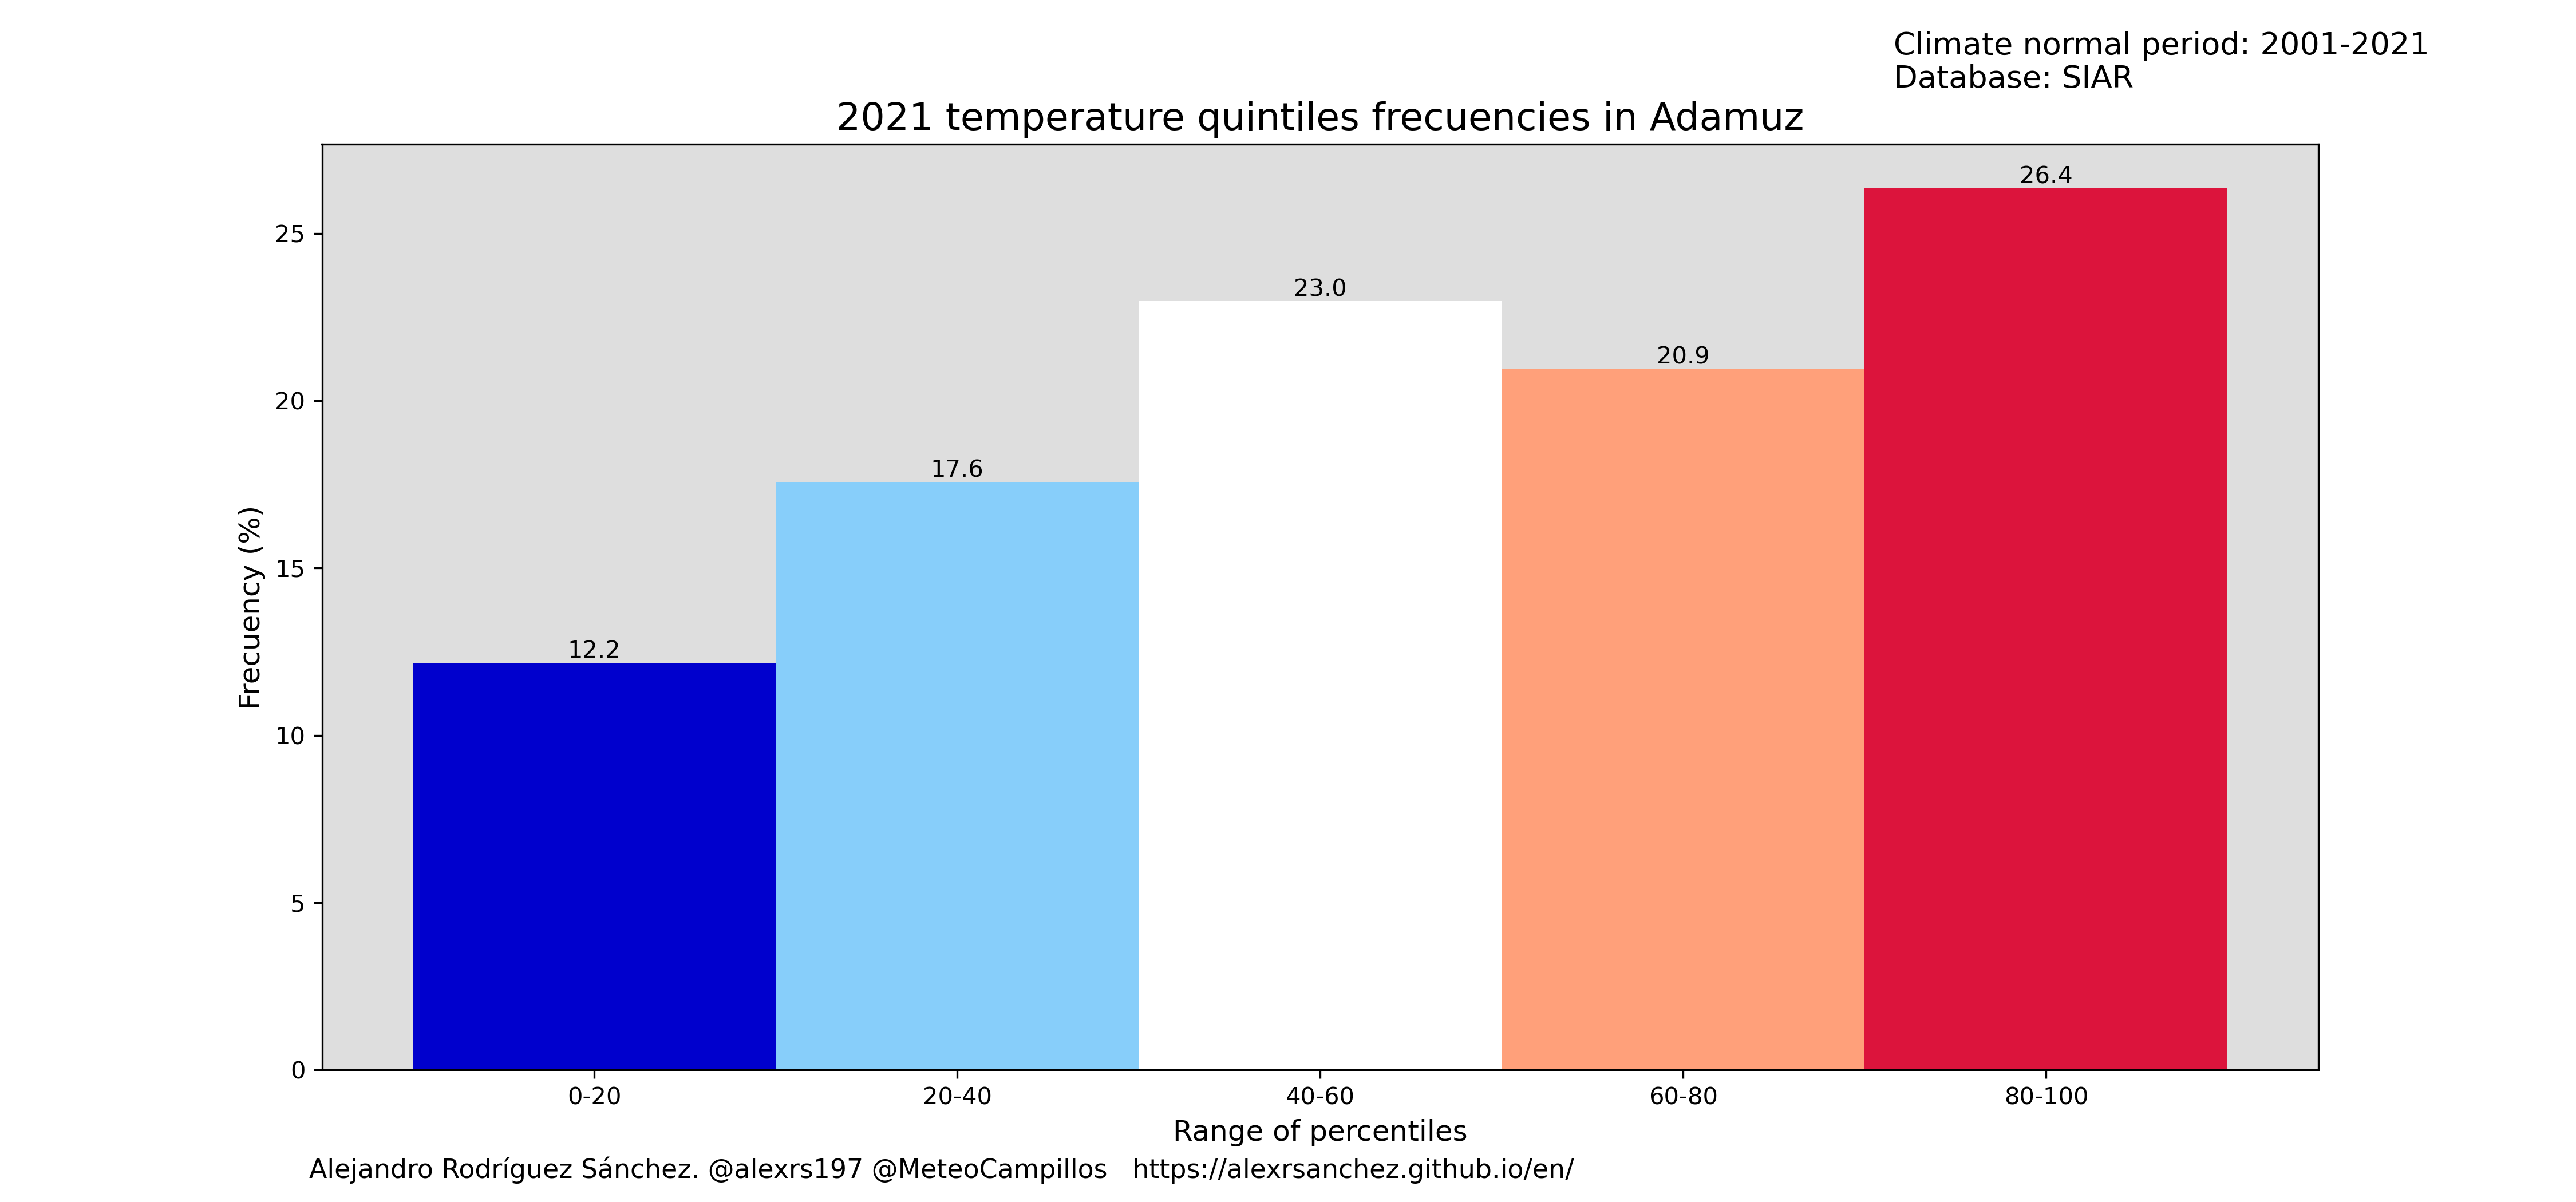 Climate normal period: 2001-2021
Database: SIAR
2021 temperature quintiles frecuencies in Adamuz
26.4
25
23.0
20.9
20
17.6
Frecuency (%)
15
12.2
10
5
0
0-20 20-40 40-60 60-80 80-100
Range of percentiles
Alejandro Rodríguez Sánchez. @alexrs197 @MeteoCampillos https://alexrsanchez.github.io/en/